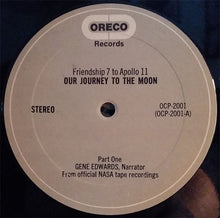 ORECO
Records
Friendship 7 to Apollo 11
OUR JOURNEY TO THE MOON
STEREO
OCP-2001
(OCP-2001-A)
Part One
GENE EDWARDS, Narrator
From official NASA tape recordings